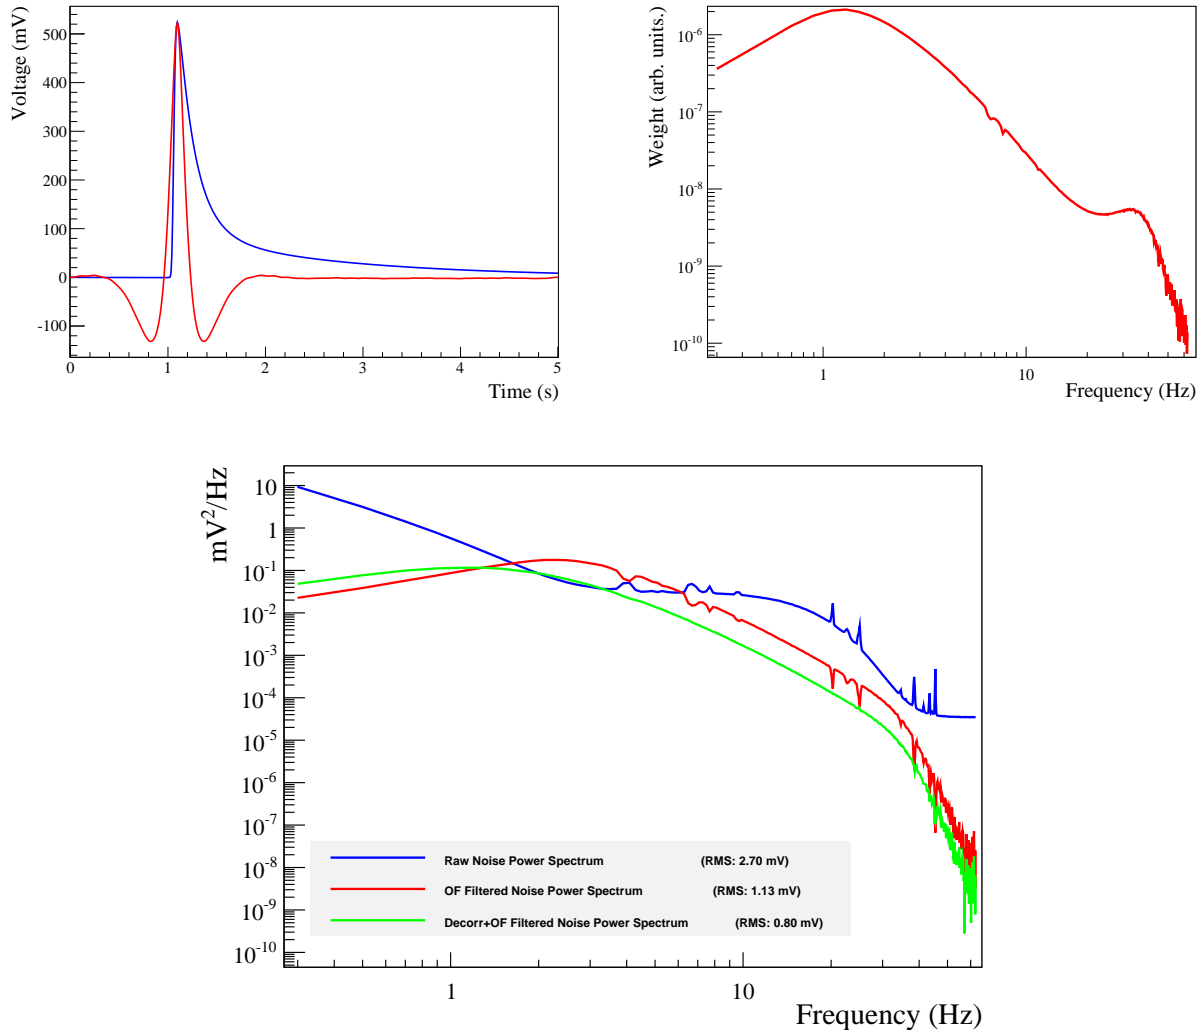 Voltage (mV)
500
400
300
200
100
0
-100
0 1 2 3 4 5
Time (s)
Weight (arb. units.)
10^-6
10^-7
10^-8
10^-9
10^-10
1 10
Frequency (Hz)
mV^2/Hz
10
1
10^-1
10^-2
10^-3
10^-4
10^-5
10^-6
10^-7
10^-8
10^-9
10^-10
Raw Noise Power Spectrum (RMS: 2.70 mV)
OF Filtered Noise Power Spectrum (RMS: 1.13 mV)
Decorr+OF Filtered Noise Power Spectrum (RMS: 0.80 mV)
1 10
Frequency (Hz)